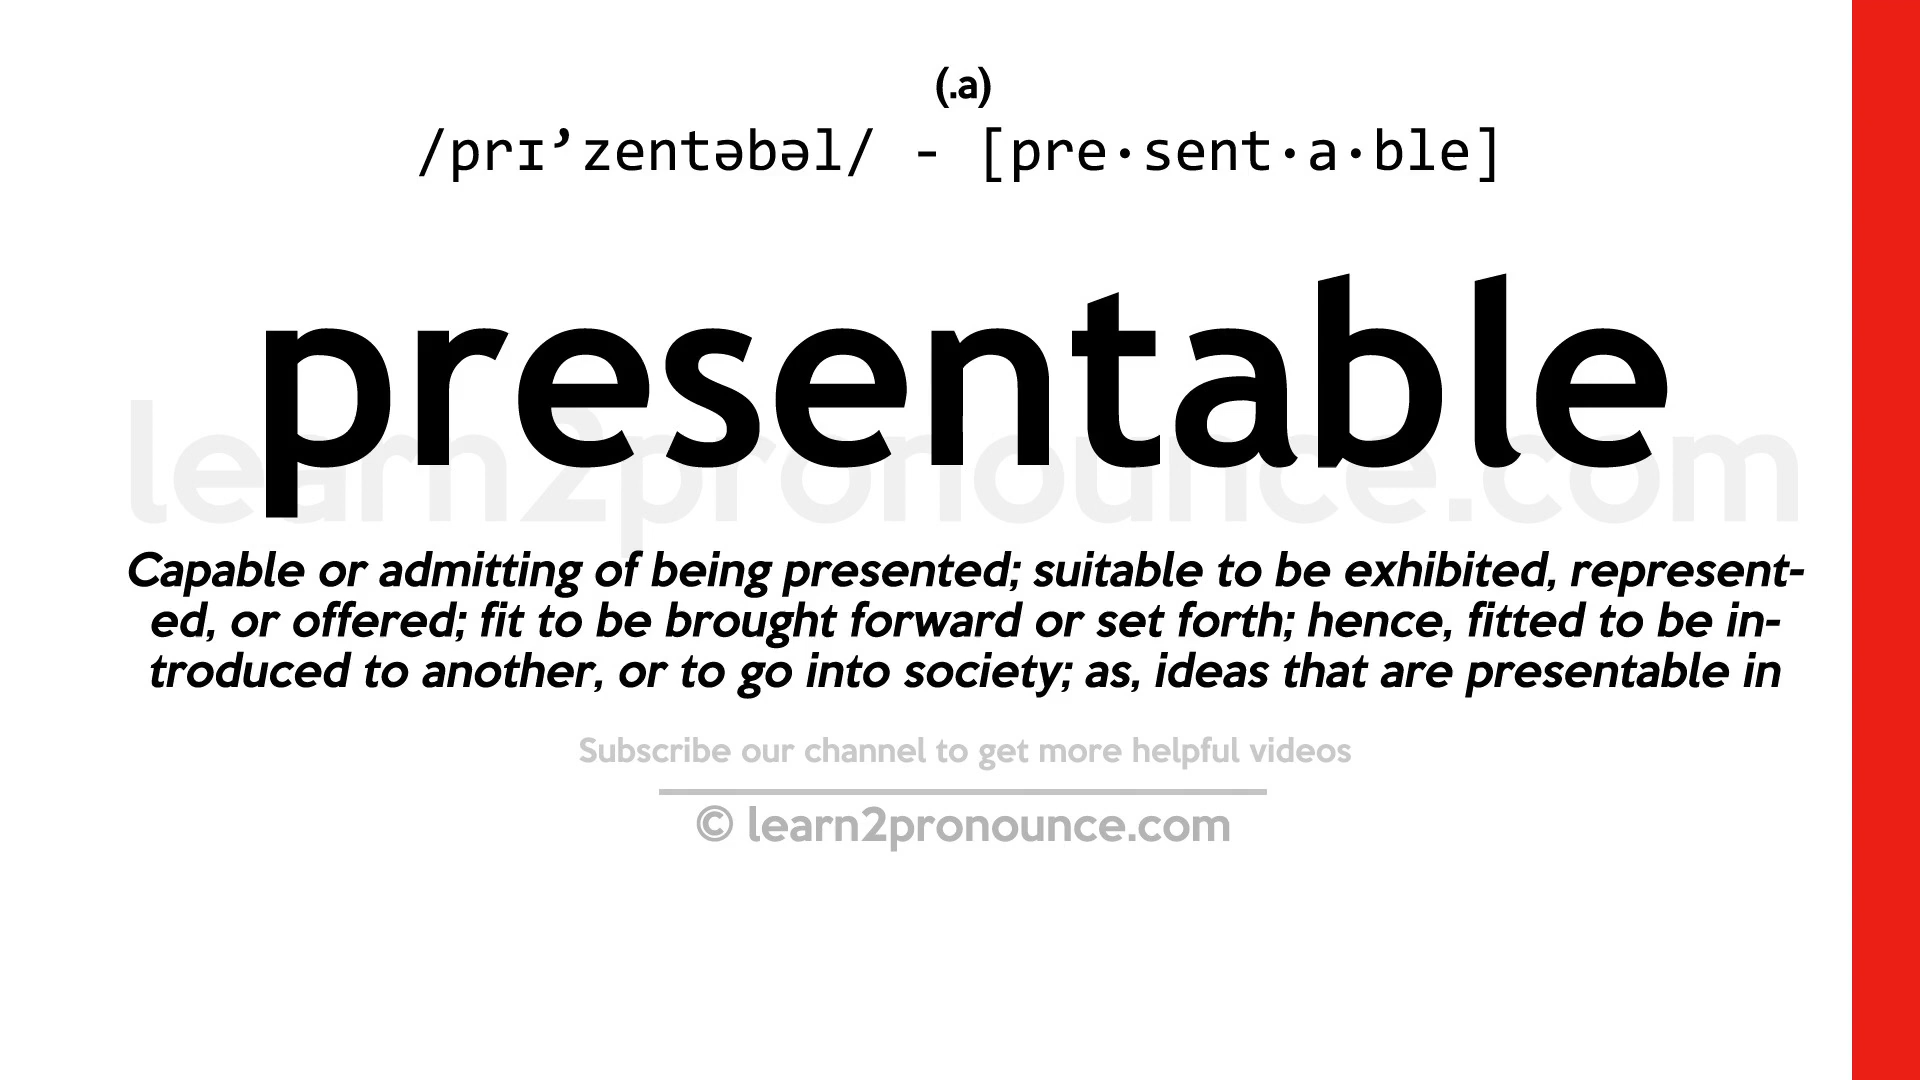 (.a)
/prɪ’zentəbəl/ - [pre·sent·a·ble]
presentable
learn2pronounce.com
Capable or admitting of being presented; suitable to be exhibited, represent-
ed, or offered; fit to be brought forward or set forth; hence, fitted to be in-
troduced to another, or to go into society; as, ideas that are presentable in
Subscribe our channel to get more helpful videos
© learn2pronounce.com